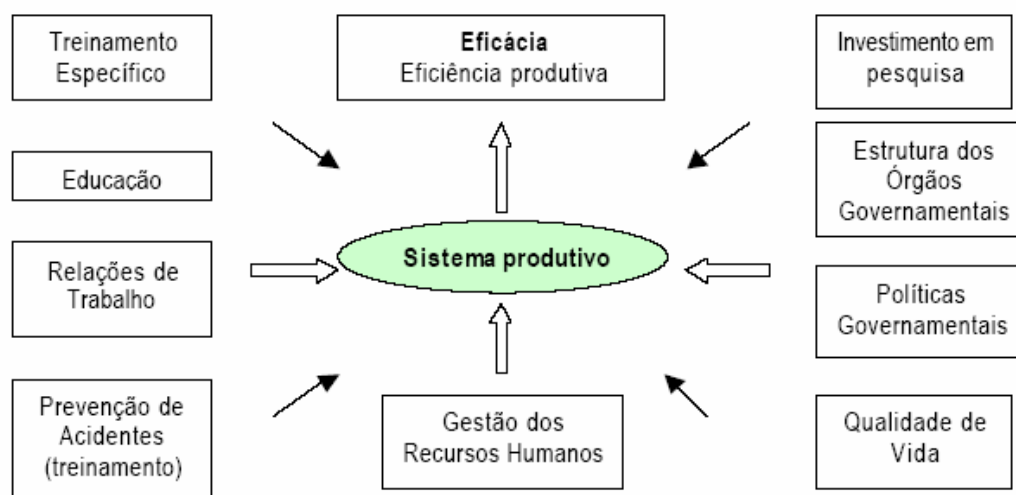 Treinamento
Específico
Eficácia
Eficiência produtiva
Investimento em
pesquisa
Educação
Estrutura dos
Órgãos
Governamentais
Sistema produtivo
Relações de
Trabalho
Políticas
Governamentais
Prevenção de
Acidentes
(treinamento)
Gestão dos
Recursos Humanos
Qualidade de
Vida